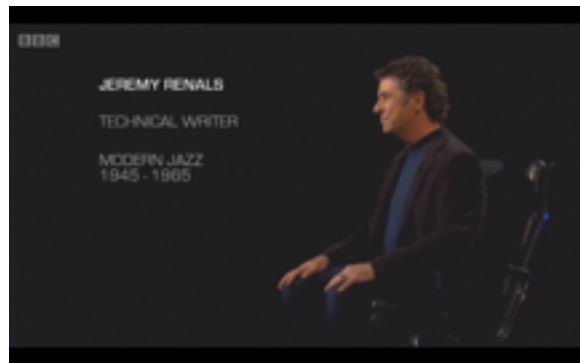 BBC
JEREMY RENALS
TECHNICAL WRITER
MODERN JAZZ
1945 - 1965